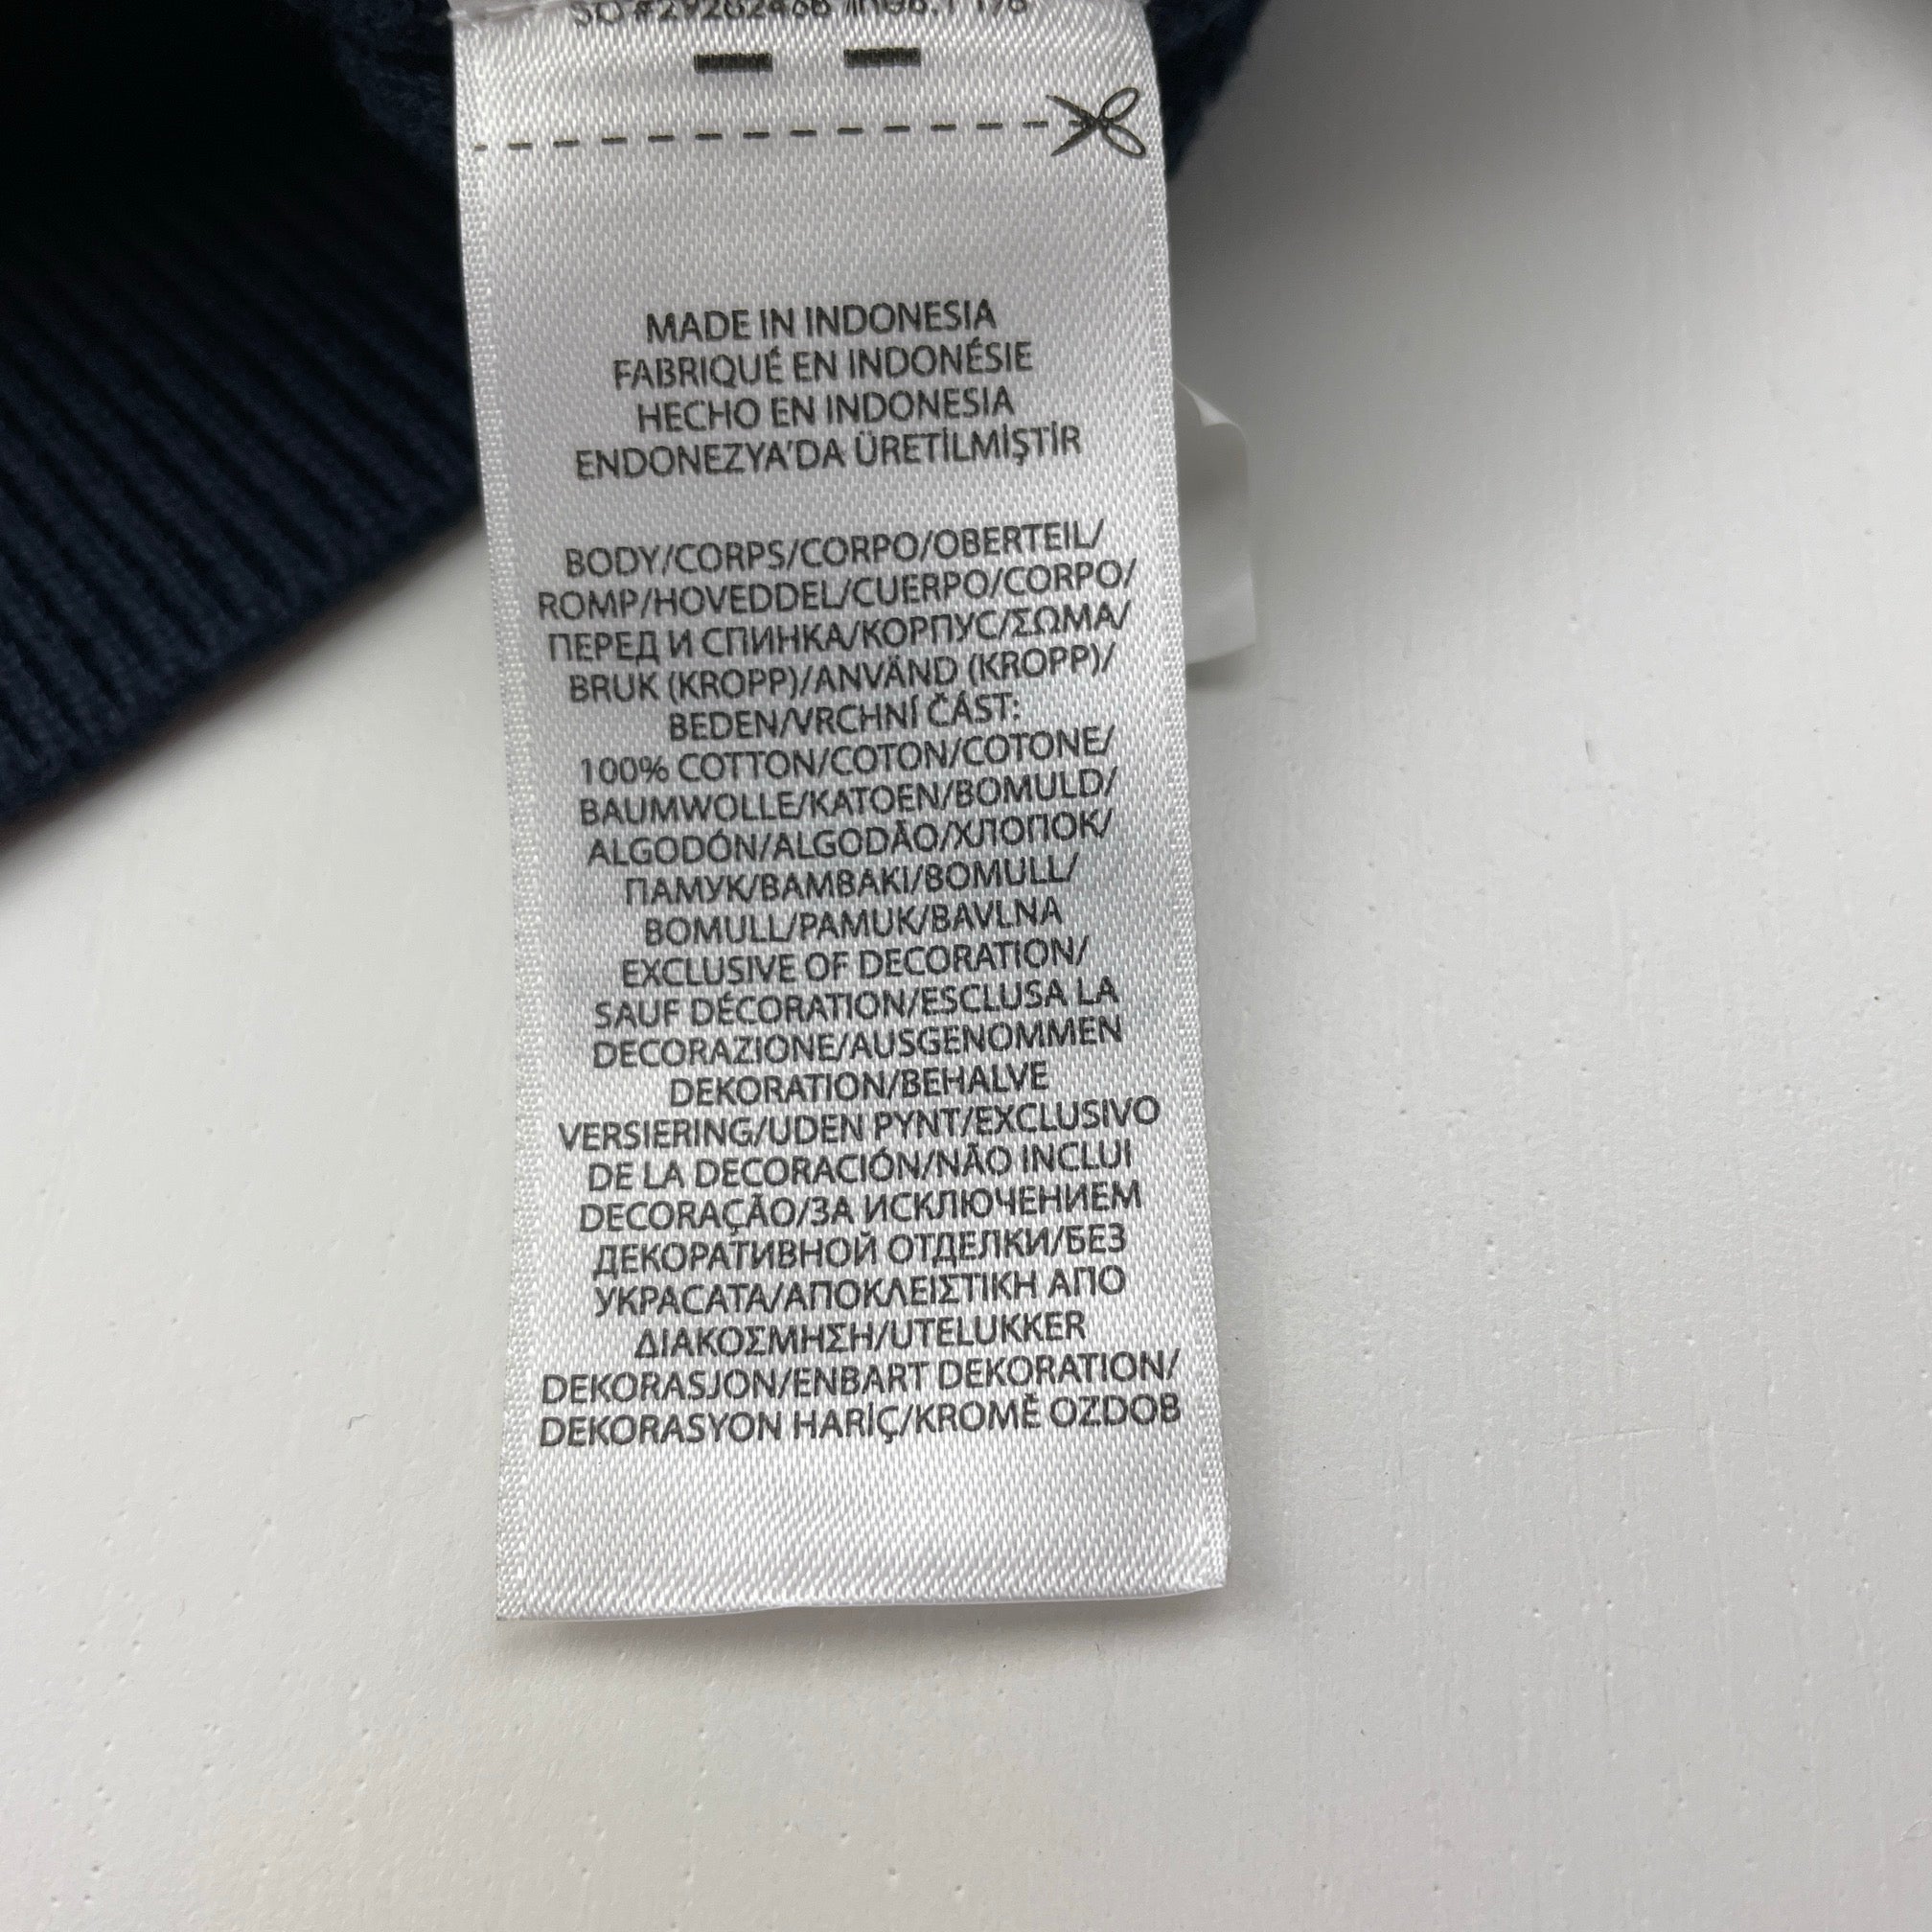 MADE IN INDONESIA
FABRIQUÉ EN INDONÉSIE
HECHO EN INDONESIA
ENDONEZYA'DA ÜRETİLMİŞTİR
BODY/CORPS/CORPO/OBERTEIL/
ROMP/HOVEDDEL/CUERPO/CORPO/
ПЕРЕД И СПИНКА/КОРПУС/ΣΩΜΑ/
BRUK (KROPP)/ANVÄND (KROPP)/
BEDEN/VRCHNÍ ČÁST:
100% COTTON/COTON/COTONE/
BAUMWOLLE/KATOEN/BOMULD/
ALGODÓN/ALGODÃO/ХЛОПОК/
ПАМУК/ΒΑΜΒΑΚΙ/BOMULL/
BOMULL/PAMUK/BAVLNA
EXCLUSIVE OF DECORATION/
SAUF DÉCORATION/ESCLUSA LA
DECORAZIONE/AUSGENOMMEN
DEKORATION/BEHALVE
VERSIERING/UDEN PYNT/EXCLUSIVO
DE LA DECORACIÓN/NÃO INCLUI
DECORAÇÃO/ЗА ИСКЛЮЧЕНИЕМ
ДЕКОРАТИВНОЙ ОТДЕЛКИ/БЕЗ
УКРАСАТА/ΑΠΟΚΛΕΙΣΤΙΚΗ ΑΠΟ
ΔΙΑΚΟΣΜΗΣΗ/UTELUKKER
DEKORASJON/ENBART DEKORATION/
DEKORASYON HARİÇ/KROMĚ OZDOB